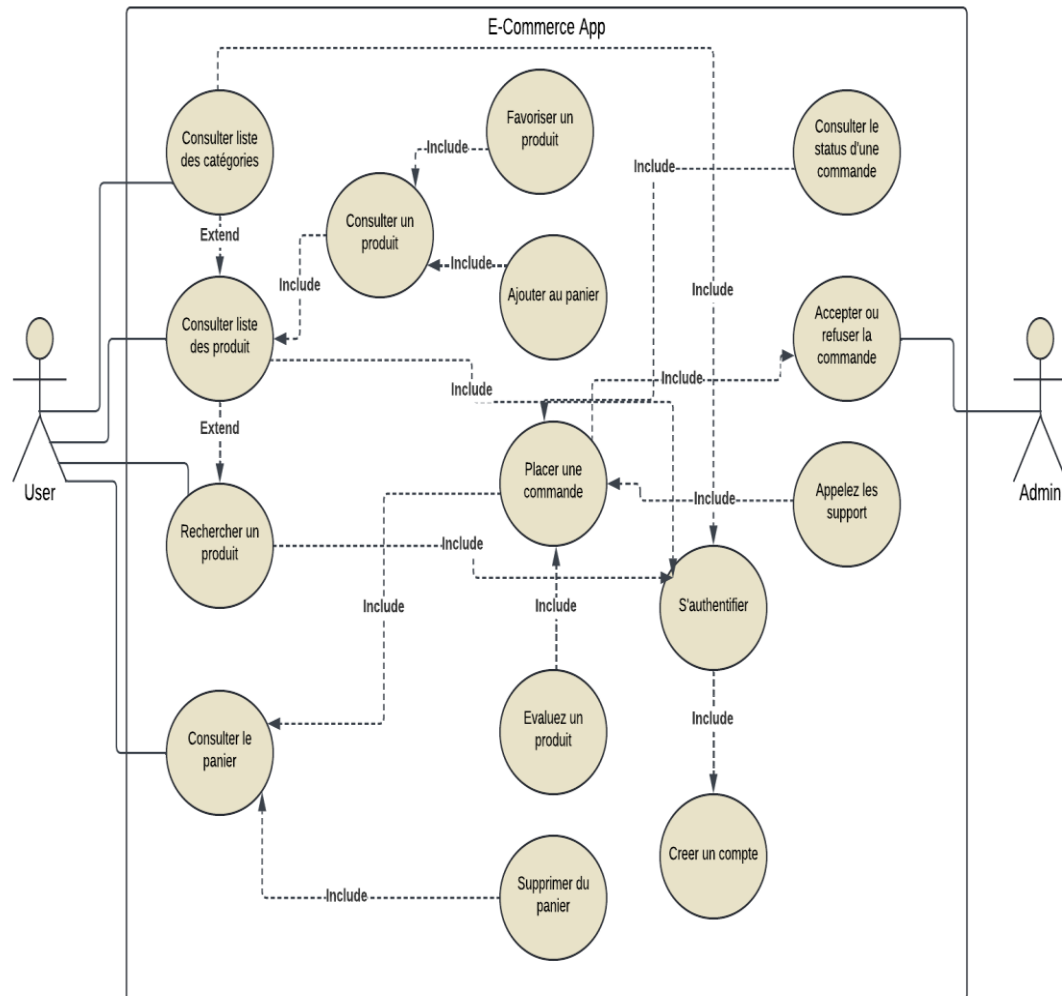 E-Commerce App
Consulter liste
des catégories
Favoriser un
produit
Consulter le
status d'une
commande
Include
Include
Consulter un
produit
Extend
Include
Ajouter au panier
Include
Include
Consulter liste
des produit
Accepter ou
refuser la
commande
Include
Include
Extend
User
Placer une
commande
Include
Appelez les
support
Admin
Rechercher un
produit
Include
Include
Include
S'authentifier
Consulter le
panier
Evaluez un
produit
Include
Creer un compte
Include
Supprimer du
panier